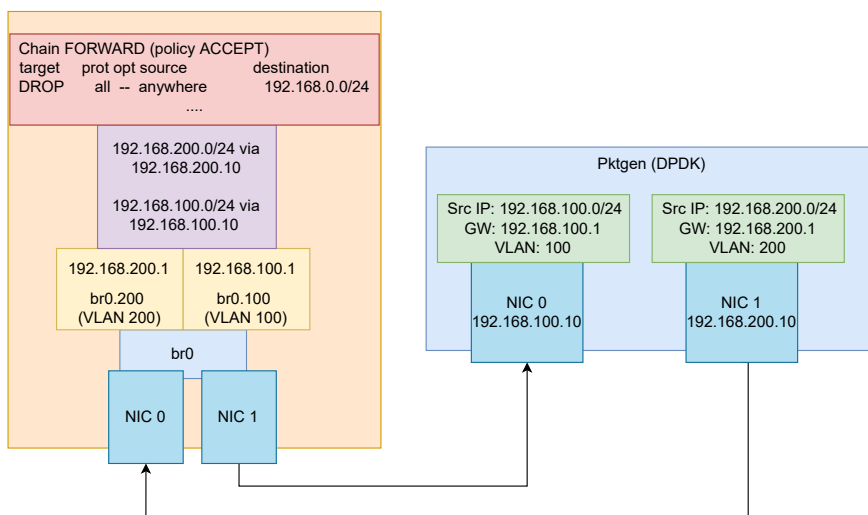 Chain FORWARD (policy ACCEPT)
target prot opt source destination
DROP all -- anywhere 192.168.0.0/24
....
192.168.200.0/24 via
192.168.200.10
192.168.100.0/24 via
192.168.100.10
192.168.200.1
br0.200
(VLAN 200)
192.168.100.1
br0.100
(VLAN 100)
br0
NIC 0
NIC 1
Pktgen (DPDK)
Src IP: 192.168.100.0/24
GW: 192.168.100.1
VLAN: 100
NIC 0
192.168.100.10
Src IP: 192.168.200.0/24
GW: 192.168.200.1
VLAN: 200
NIC 1
192.168.200.10